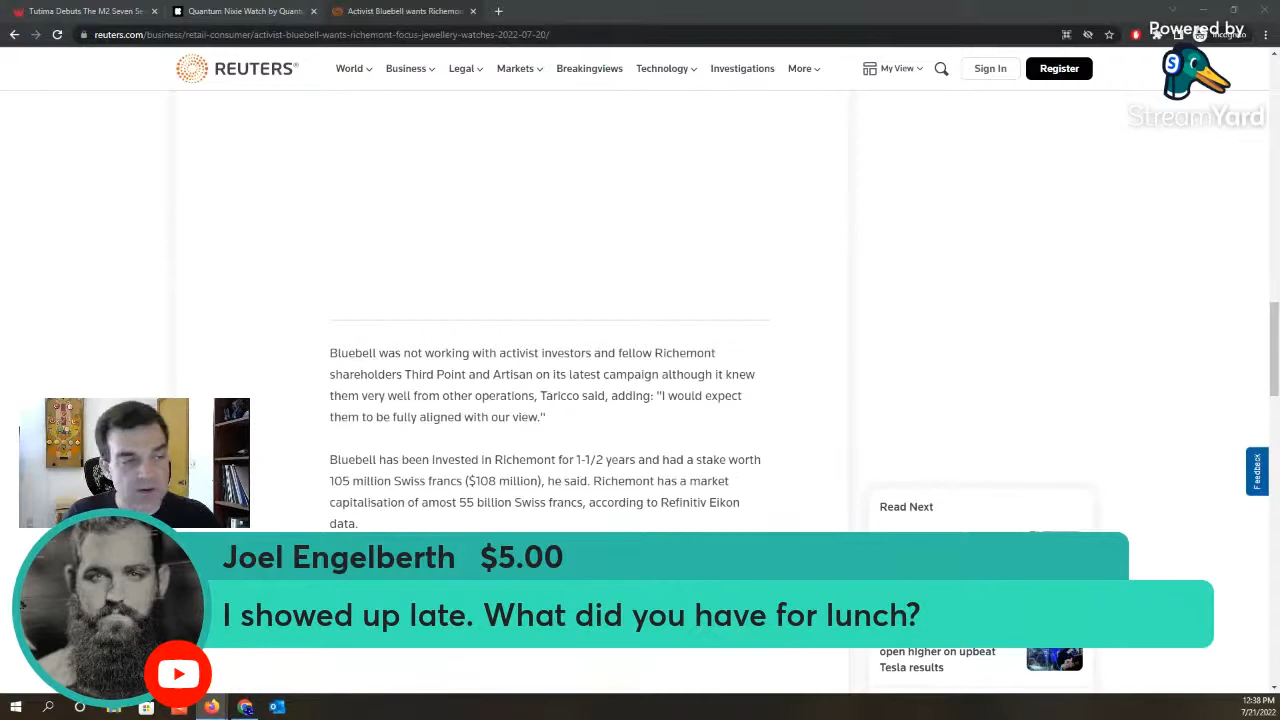 Tutima Debuts The M2 Seven Se
Quantum Nixie Watch by Quant
Activist Bluebell wants Richemo
reuters.com/business/retail-consumer/activist-bluebell-wants-richemont-focus-jewellery-watches-2022-07-20/
Incognito
Powered by
StreamYard
REUTERS®
World
Business
Legal
Markets
Breakingviews
Technology
Investigations
More
My View
Sign In
Register
Bluebell was not working with activist investors and fellow Richemont
shareholders Third Point and Artisan on its latest campaign although it knew
them very well from other operations, Taricco said, adding: "I would expect
them to be fully aligned with our view."
Bluebell has been invested in Richemont for 1-1/2 years and had a stake worth
105 million Swiss francs ($108 million), he said. Richemont has a market
capitalisation of amost 55 billion Swiss francs, according to Refinitiv Eikon
data.
Feedback
Read Next
open higher on upbeat
Tesla results
Joel Engelberth $5.00
I showed up late. What did you have for lunch?
12:38 PM
7/21/2022